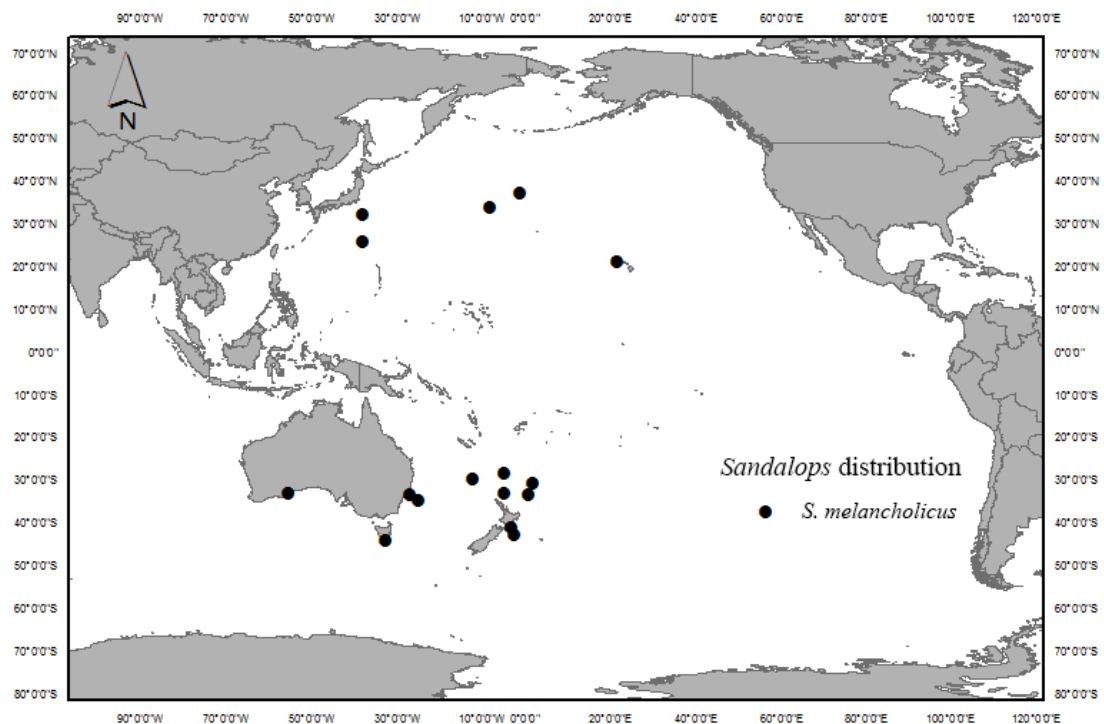 90°0'0"W 70°0'0"W 50°0'0"W 30°0'0"W 10°0'0"W 0°0'0" 20°0'0"E 40°0'0"E 60°0'0"E 80°0'0"E 100°0'0"E 120°0'0"E
70°0'0"N 70°0'0"N
60°0'0"N 60°0'0"N
N
50°0'0"N 50°0'0"N
40°0'0"N 40°0'0"N
30°0'0"N 30°0'0"N
20°0'0"N 20°0'0"N
10°0'0"N 10°0'0"N
0°0'0" 0°0'0"
10°0'0"S 10°0'0"S
20°0'0"S 20°0'0"S
Sandalops distribution
30°0'0"S 30°0'0"S
S. melancholicus
40°0'0"S 40°0'0"S
50°0'0"S 50°0'0"S
60°0'0"S 60°0'0"S
70°0'0"S 70°0'0"S
80°0'0"S 80°0'0"S
90°0'0"W 70°0'0"W 50°0'0"W 30°0'0"W 10°0'0"W 0°0'0" 20°0'0"E 40°0'0"E 60°0'0"E 80°0'0"E 100°0'0"E 120°0'0"E